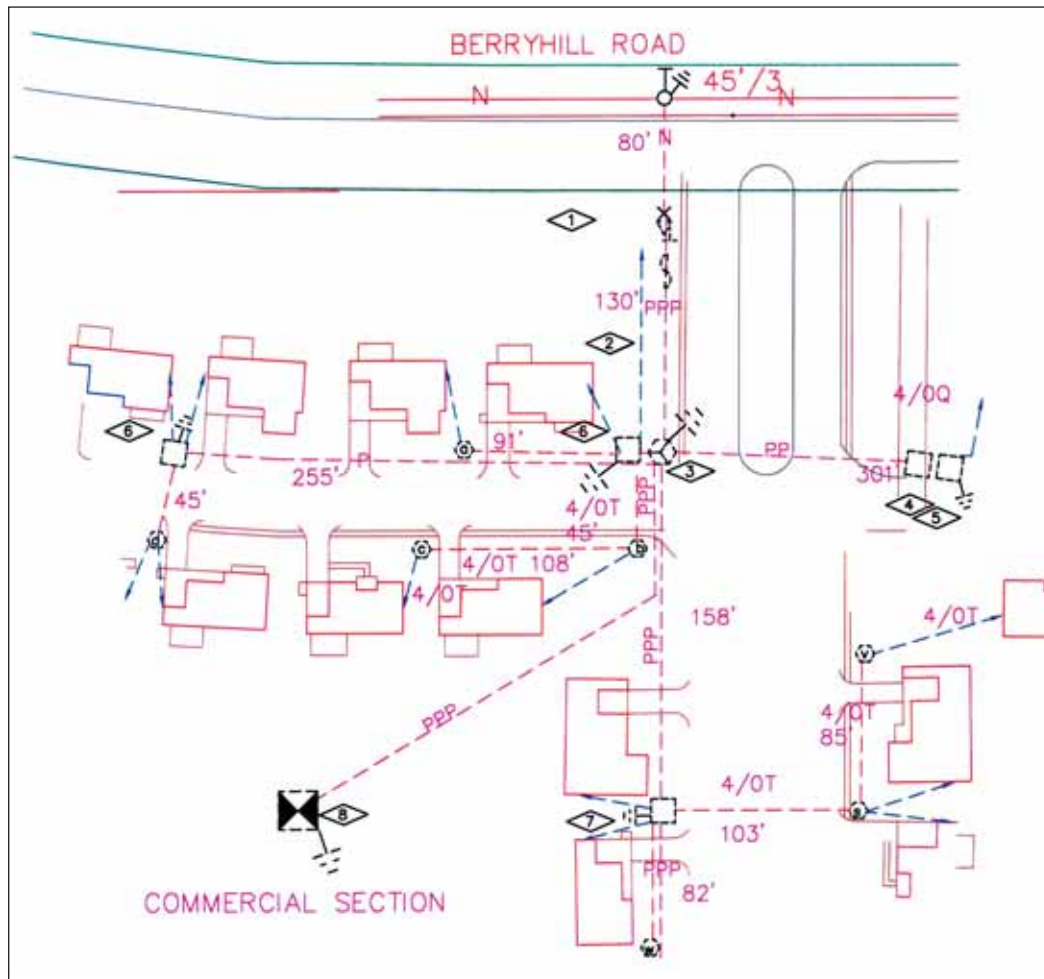 BERRYHILL ROAD
45'/3
N
N
80'
N
1
130'
PPP
2
4/0Q
6
6
91'
PP
255'
P
3
301'
4/0T
45'
PPP
45'
4
5
c
b
4/0T 108'
4/0T
158'
4/0T
PPP
v
4/0T
85'
PPP
4/0T
8
7
103'
PPP
82'
COMMERCIAL SECTION